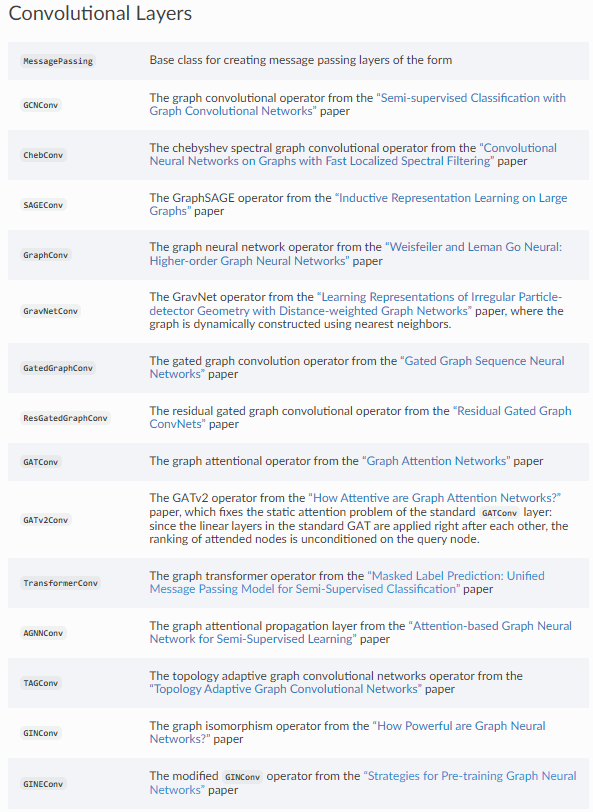 Convolutional Layers
MessagePassing
Base class for creating message passing layers of the form
GCNConv
The graph convolutional operator from the “Semi-supervised Classification with
Graph Convolutional Networks” paper
ChebConv
The chebyshev spectral graph convolutional operator from the “Convolutional
Neural Networks on Graphs with Fast Localized Spectral Filtering” paper
SAGEConv
The GraphSAGE operator from the “Inductive Representation Learning on Large
Graphs” paper
GraphConv
The graph neural network operator from the “Weisfeiler and Leman Go Neural:
Higher-order Graph Neural Networks” paper
GravNetConv
The GravNet operator from the “Learning Representations of Irregular Particle-
detector Geometry with Distance-weighted Graph Networks” paper, where the
graph is dynamically constructed using nearest neighbors.
GatedGraphConv
The gated graph convolution operator from the “Gated Graph Sequence Neural
Networks” paper
ResGatedGraphConv
The residual gated graph convolutional operator from the “Residual Gated Graph
ConvNets” paper
GATConv
The graph attentional operator from the “Graph Attention Networks” paper
GATv2Conv
The GATv2 operator from the “How Attentive are Graph Attention Networks?”
paper, which fixes the static attention problem of the standard GATConv layer:
since the linear layers in the standard GAT are applied right after each other, the
ranking of attended nodes is unconditioned on the query node.
TransformerConv
The graph transformer operator from the “Masked Label Prediction: Unified
Message Passing Model for Semi-Supervised Classification” paper
AGNNConv
The graph attentional propagation layer from the “Attention-based Graph Neural
Network for Semi-Supervised Learning” paper
TAGConv
The topology adaptive graph convolutional networks operator from the
“Topology Adaptive Graph Convolutional Networks” paper
GINConv
The graph isomorphism operator from the “How Powerful are Graph Neural
Networks?” paper
GINEConv
The modified GINConv operator from the “Strategies for Pre-training Graph Neural
Networks” paper